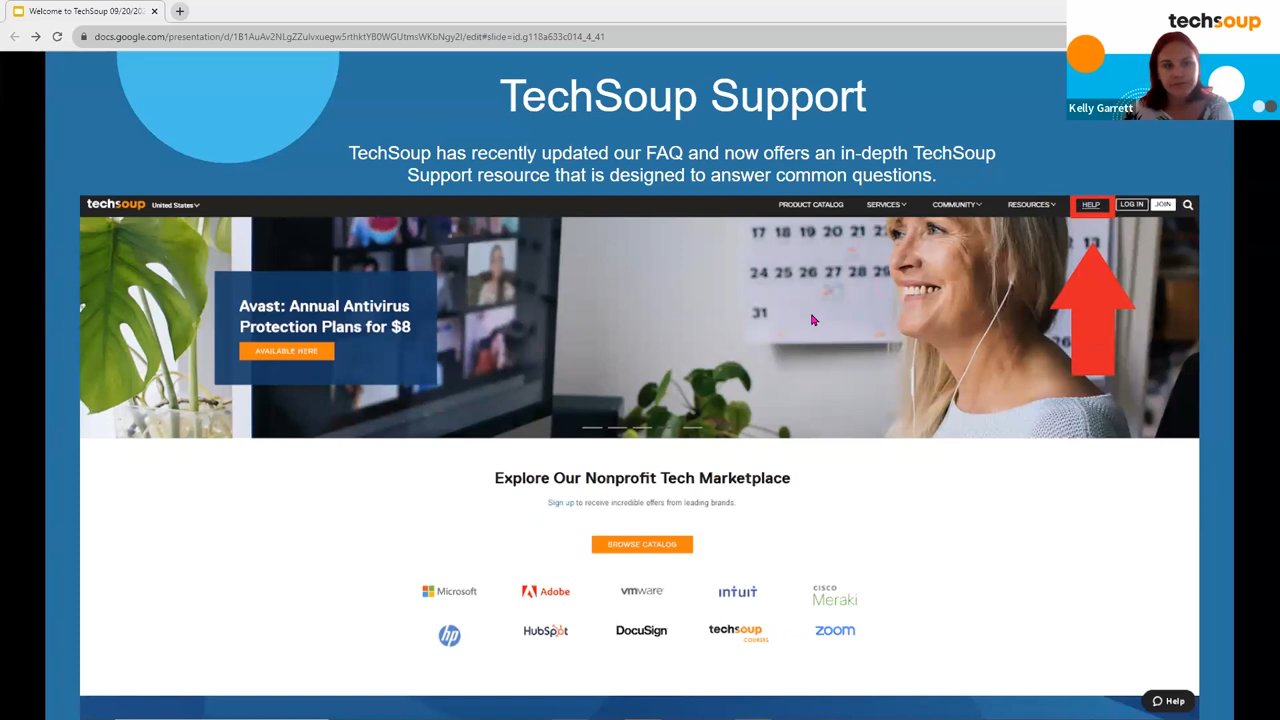 Welcome to TechSoup 09/20/20
docs.google.com/presentation/d/1B1AuAv2NLgZZulvxuegw5rthktYB0WGUtmsWKbNgy2I/edit#slide=id.g118a633c014_4_41
techsoup
Kelly Garrett
TechSoup Support
TechSoup has recently updated our FAQ and now offers an in-depth TechSoup
Support resource that is designed to answer common questions.
techsoup United States PRODUCT CATALOG SERVICES COMMUNITY RESOURCES HELP LOG IN JOIN
17 18 19 20 21
24 25 26 27 28
31
13
Avast: Annual Antivirus
Protection Plans for $8
AVAILABLE HERE
Explore Our Nonprofit Tech Marketplace
Sign up to receive incredible offers from leading brands.
BROWSE CATALOG
Microsoft Adobe vmware intuit CISCO Meraki
hp HubSpot DocuSign techsoup COURSES zoom
Help